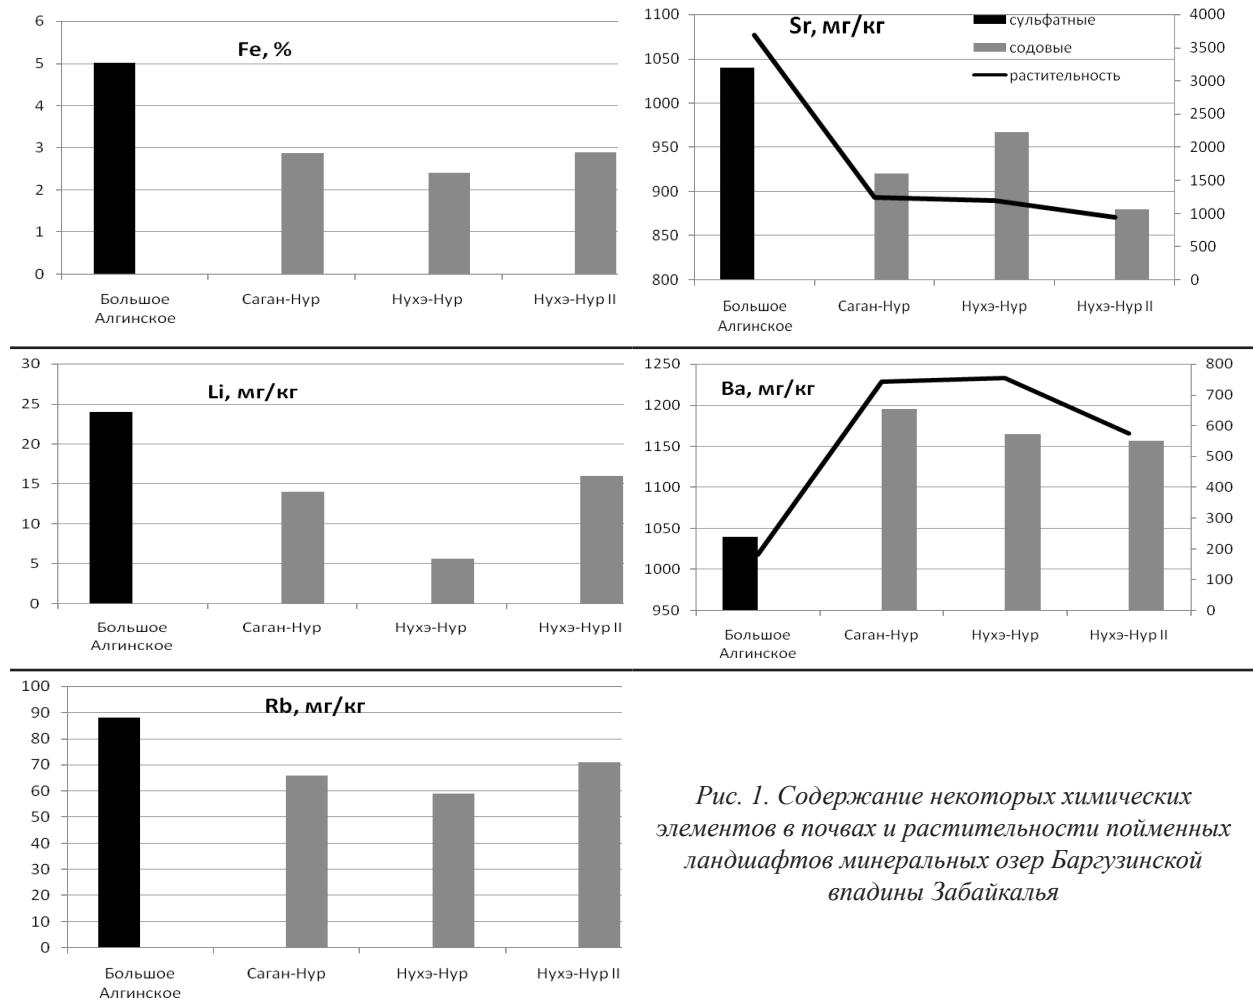 Fe, %
6
5
4
3
2
1
0
Большое
Алгинское
Саган-Нур
Нухэ-Нур
Нухэ-Нур II
Sr, мг/кг
сульфатные
содовые
растительность
1100
1050
1000
950
900
850
800
4000
3500
3000
2500
2000
1500
1000
500
0
Большое
Алгинское
Саган-Нур
Нухэ-Нур
Нухэ-Нур II
Li, мг/кг
30
25
20
15
10
5
0
Большое
Алгинское
Саган-Нур
Нухэ-Нур
Нухэ-Нур II
Ba, мг/кг
1250
1200
1150
1100
1050
1000
950
800
700
600
500
400
300
200
100
0
Большое
Алгинское
Саган-Нур
Нухэ-Нур
Нухэ-Нур II
Rb, мг/кг
100
90
80
70
60
50
40
30
20
10
0
Большое
Алгинское
Саган-Нур
Нухэ-Нур
Нухэ-Нур II
Рис. 1. Содержание некоторых химических
элементов в почвах и растительности пойменных
ландшафтов минеральных озер Баргузинской
впадины Забайкалья